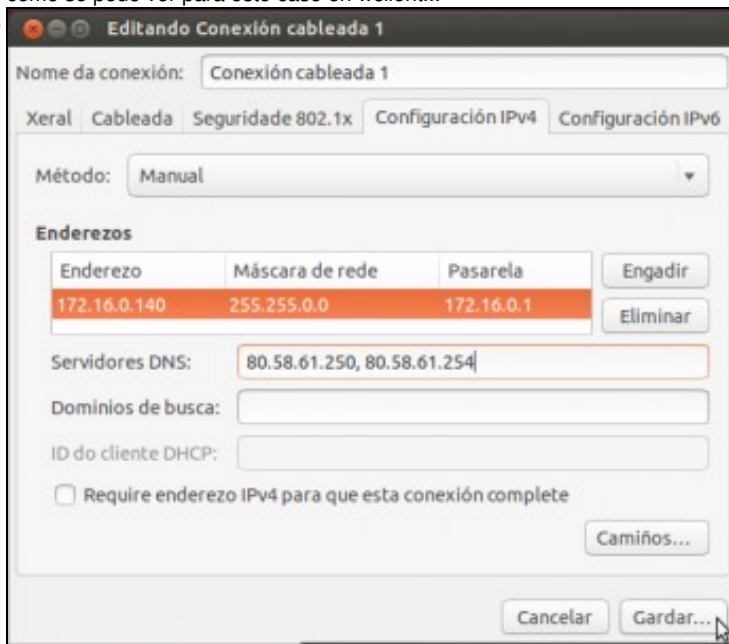 Editando Conexión cableada 1
Nome da conexión: Conexión cableada 1
Xeral Cableada Seguridade 802.1x Configuración IPv4 Configuración IPv6
Método: Manual
Enderezos
Enderezo Máscara de rede Pasarela Engadir
172.16.0.140 255.255.0.0 172.16.0.1
Eliminar
Servidores DNS: 80.58.61.250, 80.58.61.254
Dominios de busca:
ID do cliente DHCP:
Require enderezo IPv4 para que esta conexión complete
Camiños...
Cancelar Gardar...